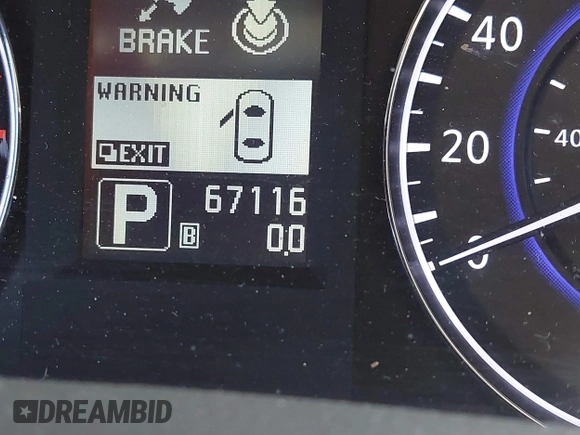 BRAKE
WARNING
EXIT
P
67116
B 0.0
40
20
0
40
DREAMBID